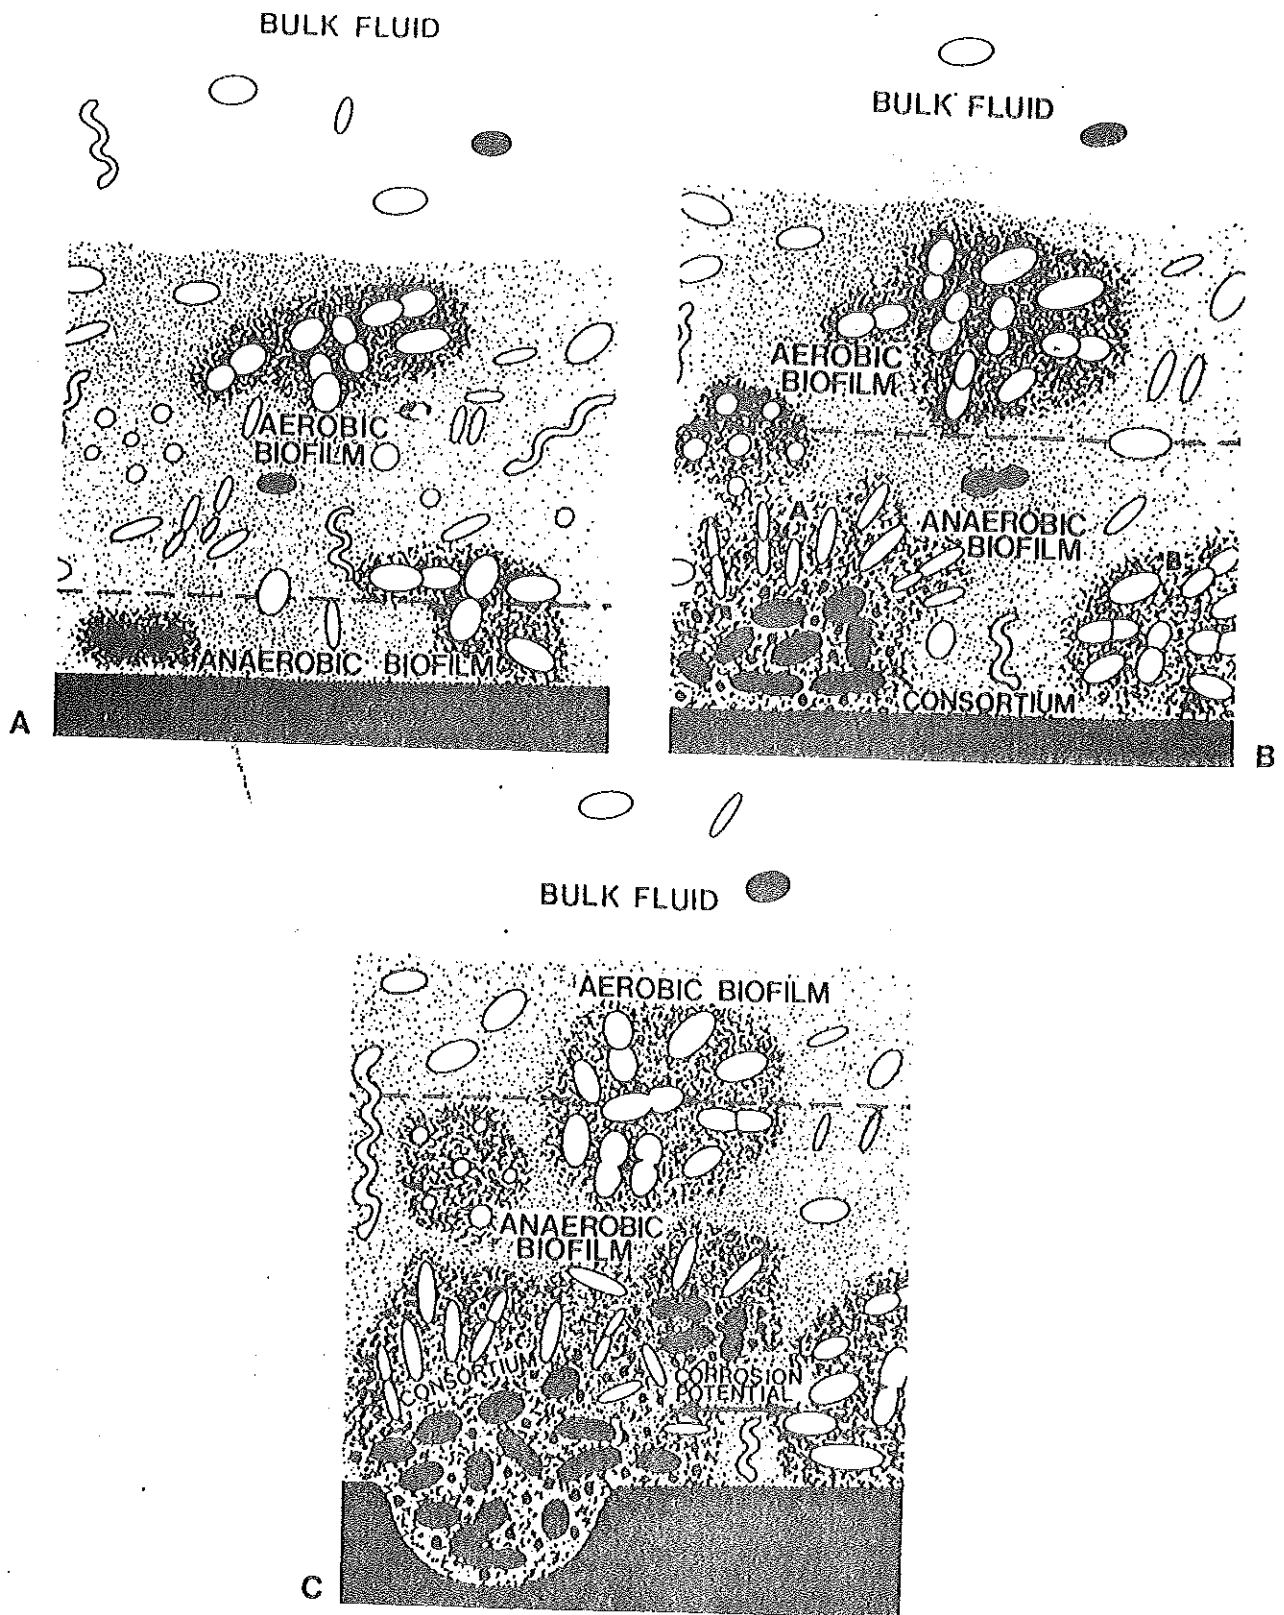 BULK FLUID
AEROBIC
BIOFILM
ANAEROBIC BIOFILM
A
BULK FLUID
AEROBIC
BIOFILM
A
ANAEROBIC
BIOFILM
B
CONSORTIUM
B
BULK FLUID
AEROBIC BIOFILM
ANAEROBIC
BIOFILM
CONSORTIUM
CORROSION
POTENTIAL
C